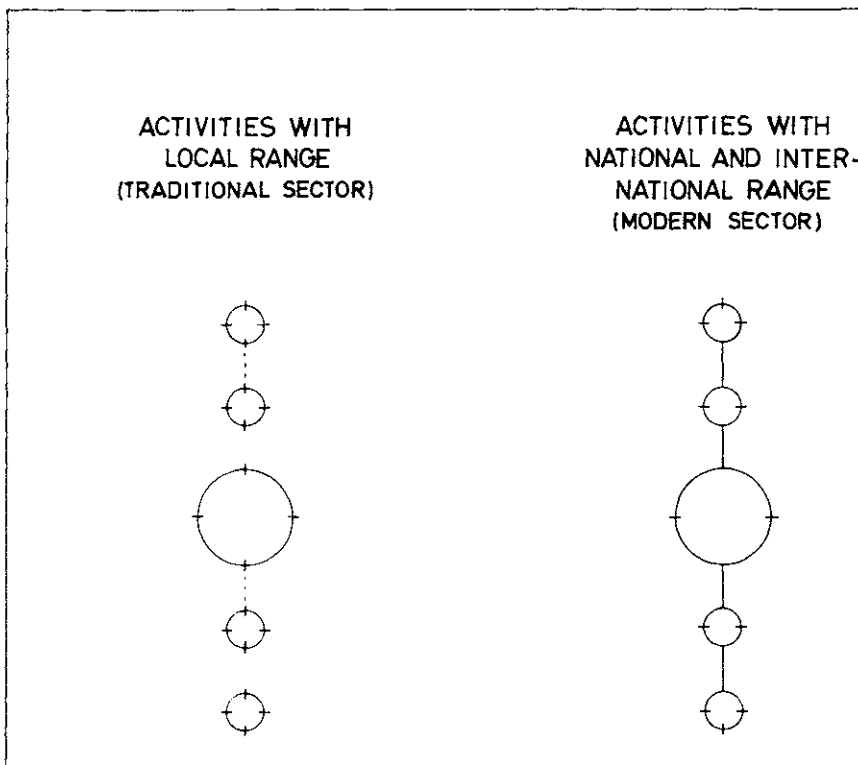 ACTIVITIES WITH
LOCAL RANGE
(TRADITIONAL SECTOR)
ACTIVITIES WITH
NATIONAL AND INTER-
NATIONAL RANGE
(MODERN SECTOR)